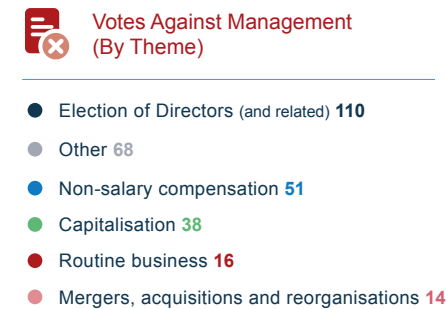 Votes Against Management
(By Theme)
Election of Directors (and related) 110
Other 68
Non-salary compensation 51
Capitalisation 38
Routine business 16
Mergers, acquisitions and reorganisations 14